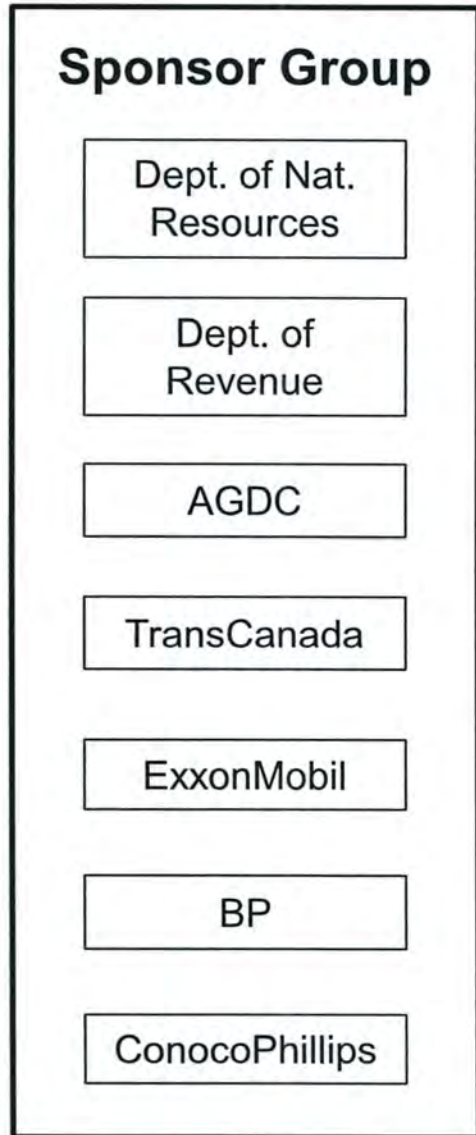 Sponsor Group
Dept. of Nat.
Resources
Dept. of
Revenue
AGDC
TransCanada
ExxonMobil
BP
ConocoPhillips